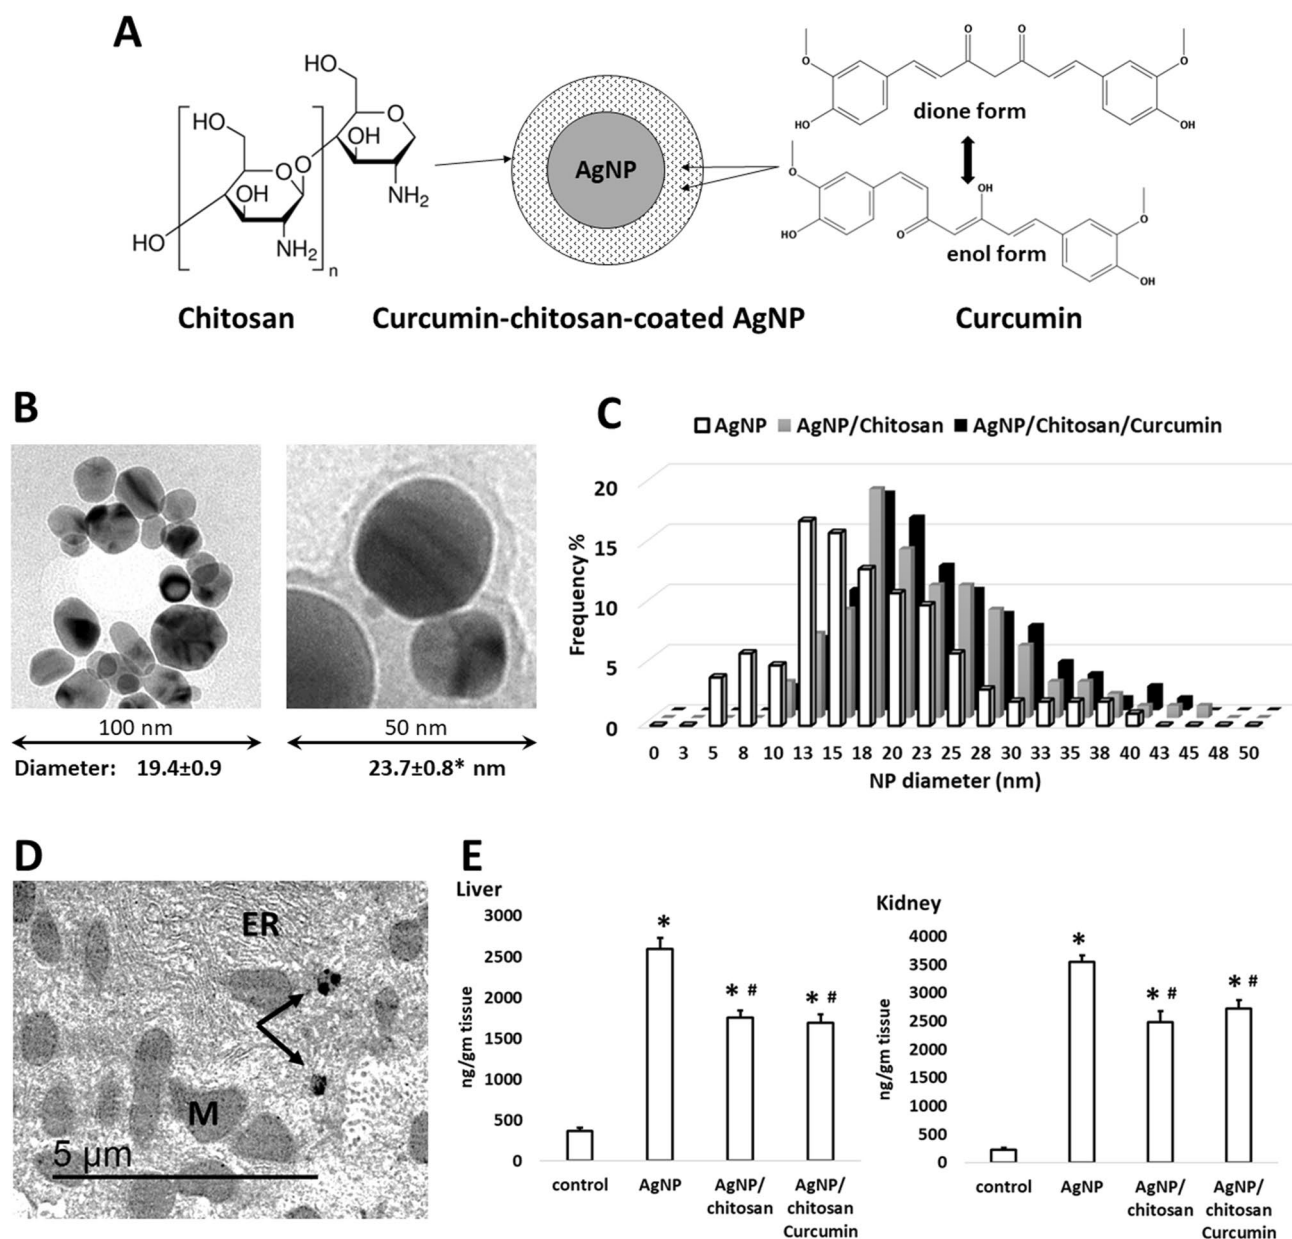 A
HO
HO
OH
O
O
O
OH
NH2
NH2
HO
n
AgNP
O
O
O
O
HO
OH
dione form
O
OH
O
HO
O
OH
enol form
Chitosan
Curcumin-chitosan-coated AgNP
Curcumin
B
100 nm
50 nm
Diameter: 19.4±0.9
23.7±0.8* nm
C
AgNP AgNP/Chitosan AgNP/Chitosan/Curcumin
Frequency %
20
15
10
5
0
0 3 5 8 10 13 15 18 20 23 25 28 30 33 35 38 40 43 45 48 50
NP diameter (nm)
D
ER
M
5 µm
E
Liver
ng/gm tissue
3000
2500
2000
1500
1000
500
0
*
* #
* #
control
AgNP
AgNP/
chitosan
AgNP/
chitosan
Curcumin
Kidney
ng/gm tissue
4000
3500
3000
2500
2000
1500
1000
500
0
*
* #
* #
control
AgNP
AgNP/
chitosan
AgNP/
chitosan
Curcumin